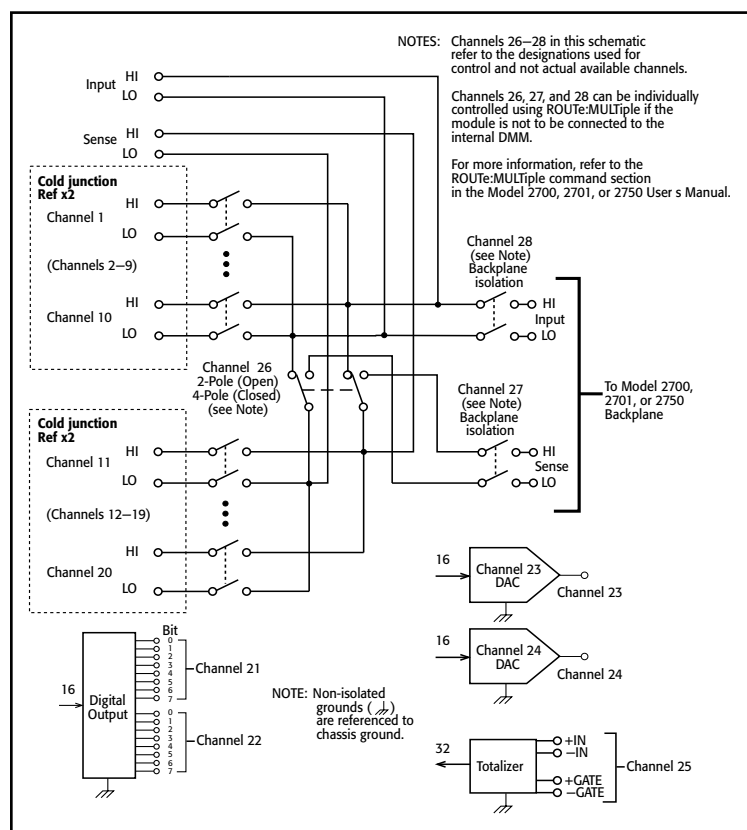 NOTES: Channels 26–28 in this schematic
refer to the designations used for
control and not actual available channels.
Channels 26, 27, and 28 can be individually
controlled using ROUTe:MULTiple if the
module is not to be connected to the
internal DMM.
For more information, refer to the
ROUTe:MULTiple command section
in the Model 2700, 2701, or 2750 User s Manual.
Input HI
LO
Sense HI
LO
Cold junction
Ref x2
Channel 1 HI
LO
(Channels 2–9)
Channel 10 HI
LO
Channel 28
(see Note)
Backplane
isolation
HI
Input
LO
Channel 26
2-Pole (Open)
4-Pole (Closed)
(see Note)
Channel 27
(see Note)
Backplane
isolation
HI
Sense
LO
To Model 2700,
2701, or 2750
Backplane
Cold junction
Ref x2
Channel 11 HI
LO
(Channels 12–19)
Channel 20 HI
LO
16
Channel 23
DAC
Channel 23
16
Channel 24
DAC
Channel 24
16
Digital
Output
Bit
0
1
2
3
4
5
6
7
Channel 21
0
1
2
3
4
5
6
7
Channel 22
NOTE: Non-isolated
grounds ( )
are referenced to
chassis ground.
32
Totalizer
+IN
–IN
+GATE
–GATE
Channel 25